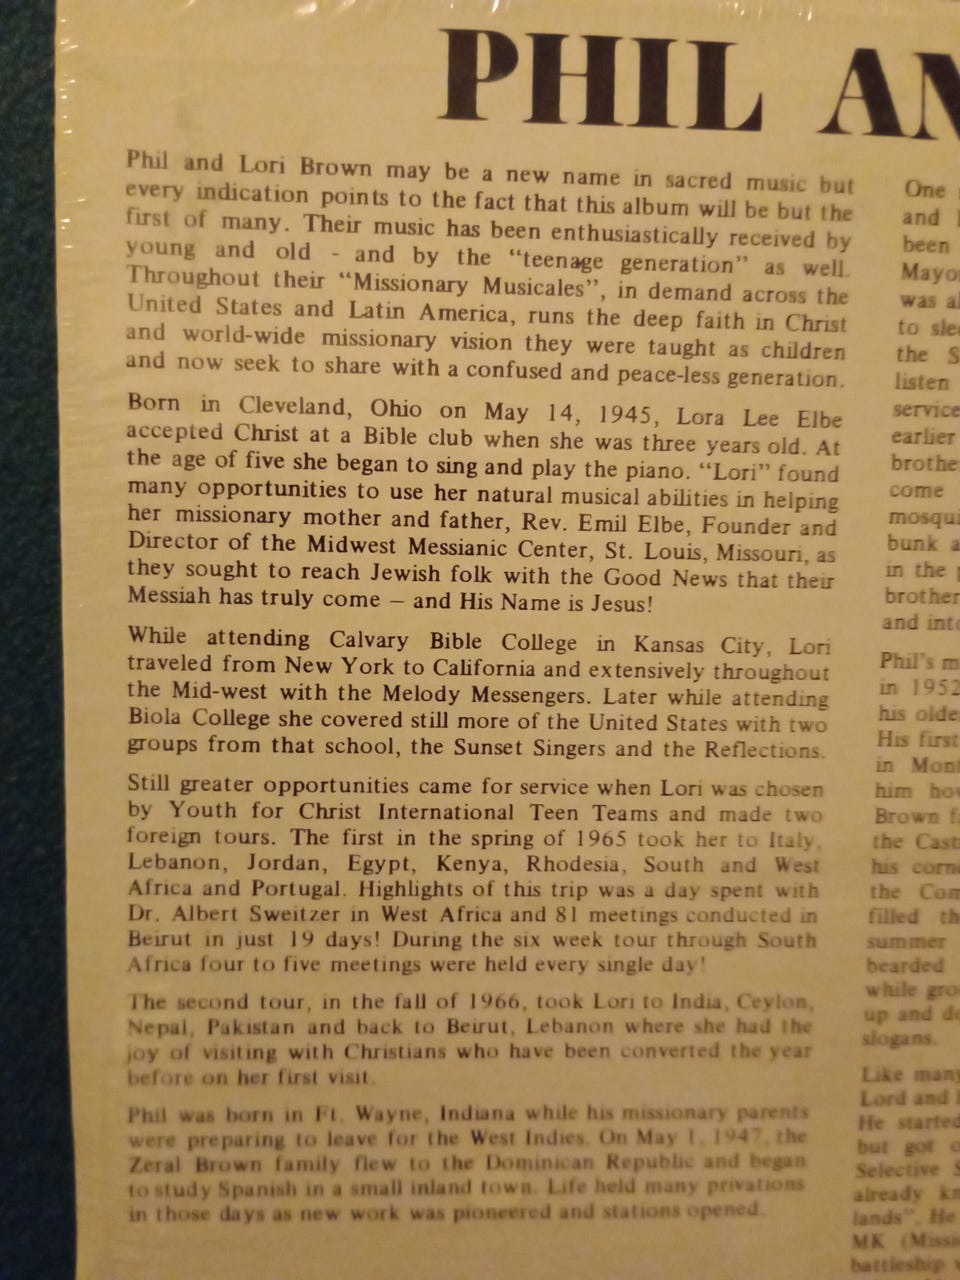 PHIL AN
Phil and Lori Brown may be a new name in sacred music but
every indication points to the fact that this album will be but the
first of many. Their music has been enthusiastically received by
young and old - and by the "teenage generation" as well.
Throughout their "Missionary Musicales", in demand across the
United States and Latin America, runs the deep faith in Christ
and world-wide missionary vision they were taught as children
and now seek to share with a confused and peace-less generation.
Born in Cleveland, Ohio on May 14, 1945, Lora Lee Elbe
accepted Christ at a Bible club when she was three years old. At
the age of five she began to sing and play the piano. "Lori" found
many opportunities to use her natural musical abilities in helping
her missionary mother and father, Rev. Emil Elbe, Founder and
Director of the Midwest Messianic Center, St. Louis, Missouri, as
they sought to reach Jewish folk with the Good News that their
Messiah has truly come – and His Name is Jesus!
While attending Calvary Bible College in Kansas City, Lori
traveled from New York to California and extensively throughout
the Mid-west with the Melody Messengers. Later while attending
Biola College she covered still more of the United States with two
groups from that school, the Sunset Singers and the Reflections.
Still greater opportunities came for service when Lori was chosen
by Youth for Christ International Teen Teams and made two
foreign tours. The first in the spring of 1965 took her to Italy,
Lebanon, Jordan, Egypt, Kenya, Rhodesia, South and West
Africa and Portugal. Highlights of this trip was a day spent with
Dr. Albert Sweitzer in West Africa and 81 meetings conducted in
Beirut in just 19 days! During the six week tour through South
Africa four to five meetings were held every single day!
The second tour, in the fall of 1966, took Lori to India, Ceylon,
Nepal, Pakistan and back to Beirut, Lebanon where she had the
joy of visiting with Christians who have been converted the year
before on her first visit.
Phil was born in Ft. Wayne, Indiana while his missionary parents
were preparing to leave for the West Indies. On May 1, 1947, the
Zeral Brown family flew to the Dominican Republic and began
to study Spanish in a small inland town. Life held many privations
in those days as new work was pioneered and stations opened.
One
and
been
Mayo
was al
to slee
the S
listen
service
earlier
brothe
come
mosqui
bunk a
in the p
brother
and inte
Phil's m
in 1952
his olde
His first
in Mont
him how
Brown f
the Cast
his corne
the Com
filled th
summer
bearded
while gro
up and do
slogans.
Like many
Lord and
He started
but got o
Selective S
already kn
lands". He
MK (Missi
battleship